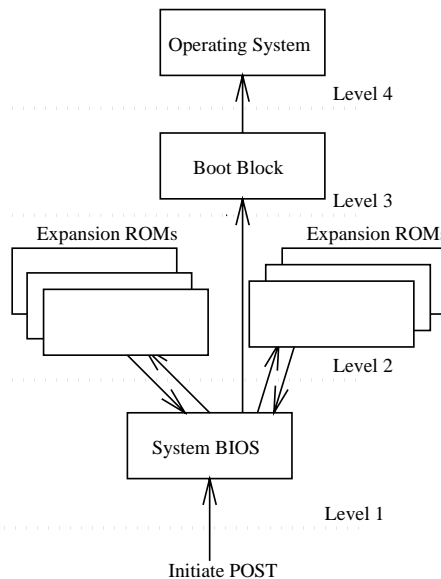 Operating System
Level 4
Boot Block
Level 3
Expansion ROMs
Expansion ROMs
Level 2
System BIOS
Level 1
Initiate POST